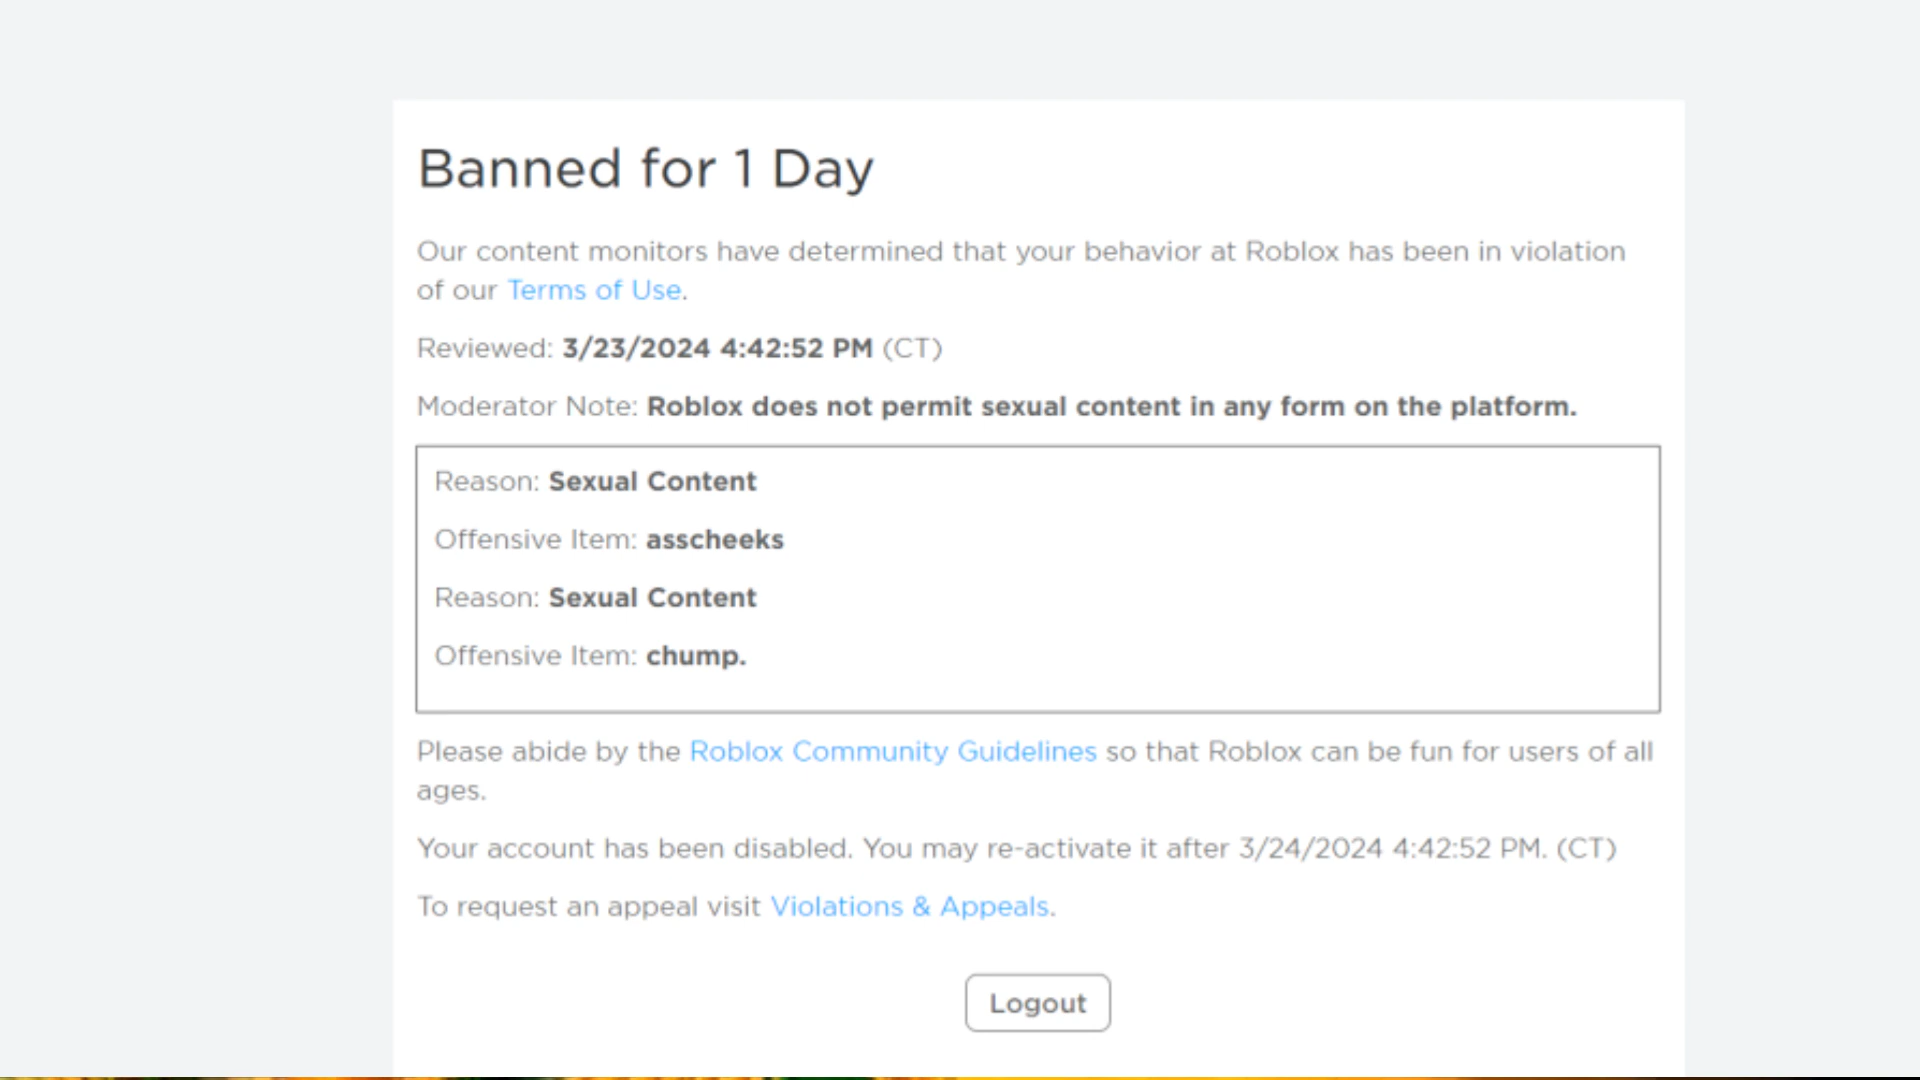 Banned for 1 Day
Our content monitors have determined that your behavior at Roblox has been in violation
of our Terms of Use.
Reviewed: 3/23/2024 4:42:52 PM (CT)
Moderator Note: Roblox does not permit sexual content in any form on the platform.
Reason: Sexual Content
Offensive Item: asscheeks
Reason: Sexual Content
Offensive Item: chump.
Please abide by the Roblox Community Guidelines so that Roblox can be fun for users of all
ages.
Your account has been disabled. You may re-activate it after 3/24/2024 4:42:52 PM. (CT)
To request an appeal visit Violations & Appeals.
Logout